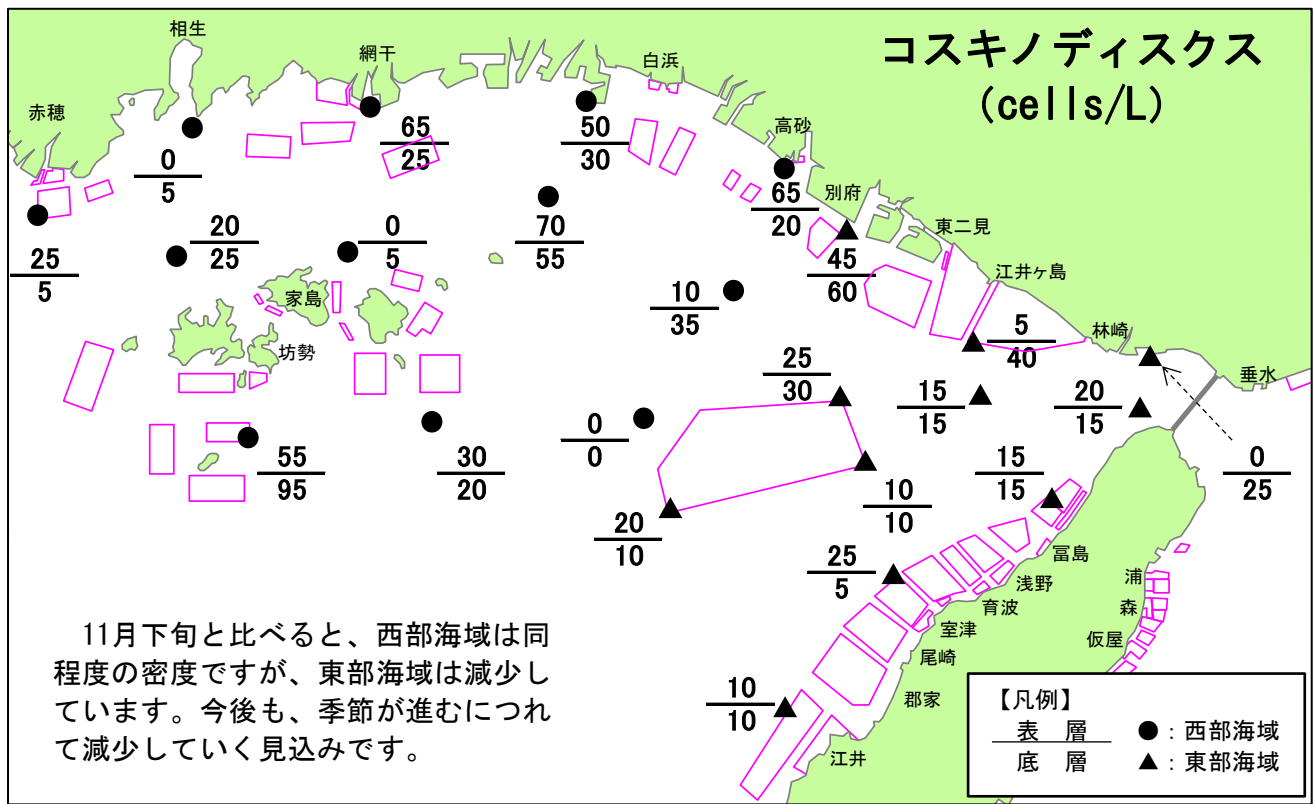 コスキノディスクス
(cells/L)
相生
網干
白浜
赤穂
高砂
別府
東二見
江井ヶ島
林崎
垂水
家島
坊勢
0
5
65
25
50
30
65
20
25
5
20
25
0
5
70
55
45
60
10
35
5
40
25
30
15
15
20
15
0
0
55
95
30
20
15
15
0
25
10
10
20
10
25
5
10
10
冨島
浅野
育波
室津
尾崎
郡家
江井
浦
森
仮屋
11月下旬と比べると、西部海域は同
程度の密度ですが、東部海域は減少し
ています。今後も、季節が進むにつれ
て減少していく見込みです。
【凡例】
表 層
底 層
●:西部海域
▲:東部海域